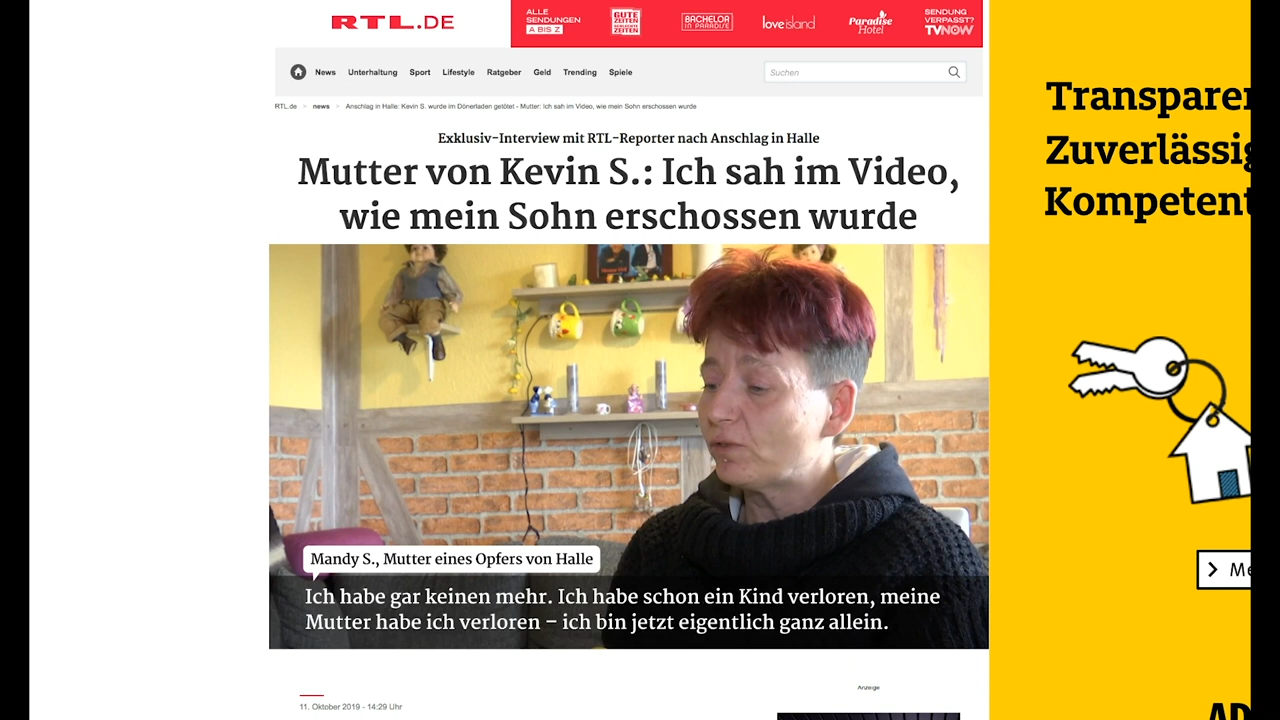 RTL.DE
ALLE
SENDUNGEN
A BIS Z
GUTE
ZEITEN
SCHLECHTE
ZEITEN
BACHELOR
IN PARADISE
love island
Paradise
Hotel
SENDUNG
VERPASST?
TVNOW
News Unterhaltung Sport Lifestyle Ratgeber Geld Trending Spiele
Suchen
RTL.de > news > Anschlag in Halle: Kevin S. wurde im Dönerladen getötet - Mutter: Ich sah im Video, wie mein Sohn erschossen wurde
Exklusiv-Interview mit RTL-Reporter nach Anschlag in Halle
Mutter von Kevin S.: Ich sah im Video,
wie mein Sohn erschossen wurde
Mandy S., Mutter eines Opfers von Halle
Ich habe gar keinen mehr. Ich habe schon ein Kind verloren, meine
Mutter habe ich verloren – ich bin jetzt eigentlich ganz allein.
Anzeige
11. Oktober 2019 - 14:29 Uhr
Transparen
Zuverlässig
Kompetent
> Me
AD